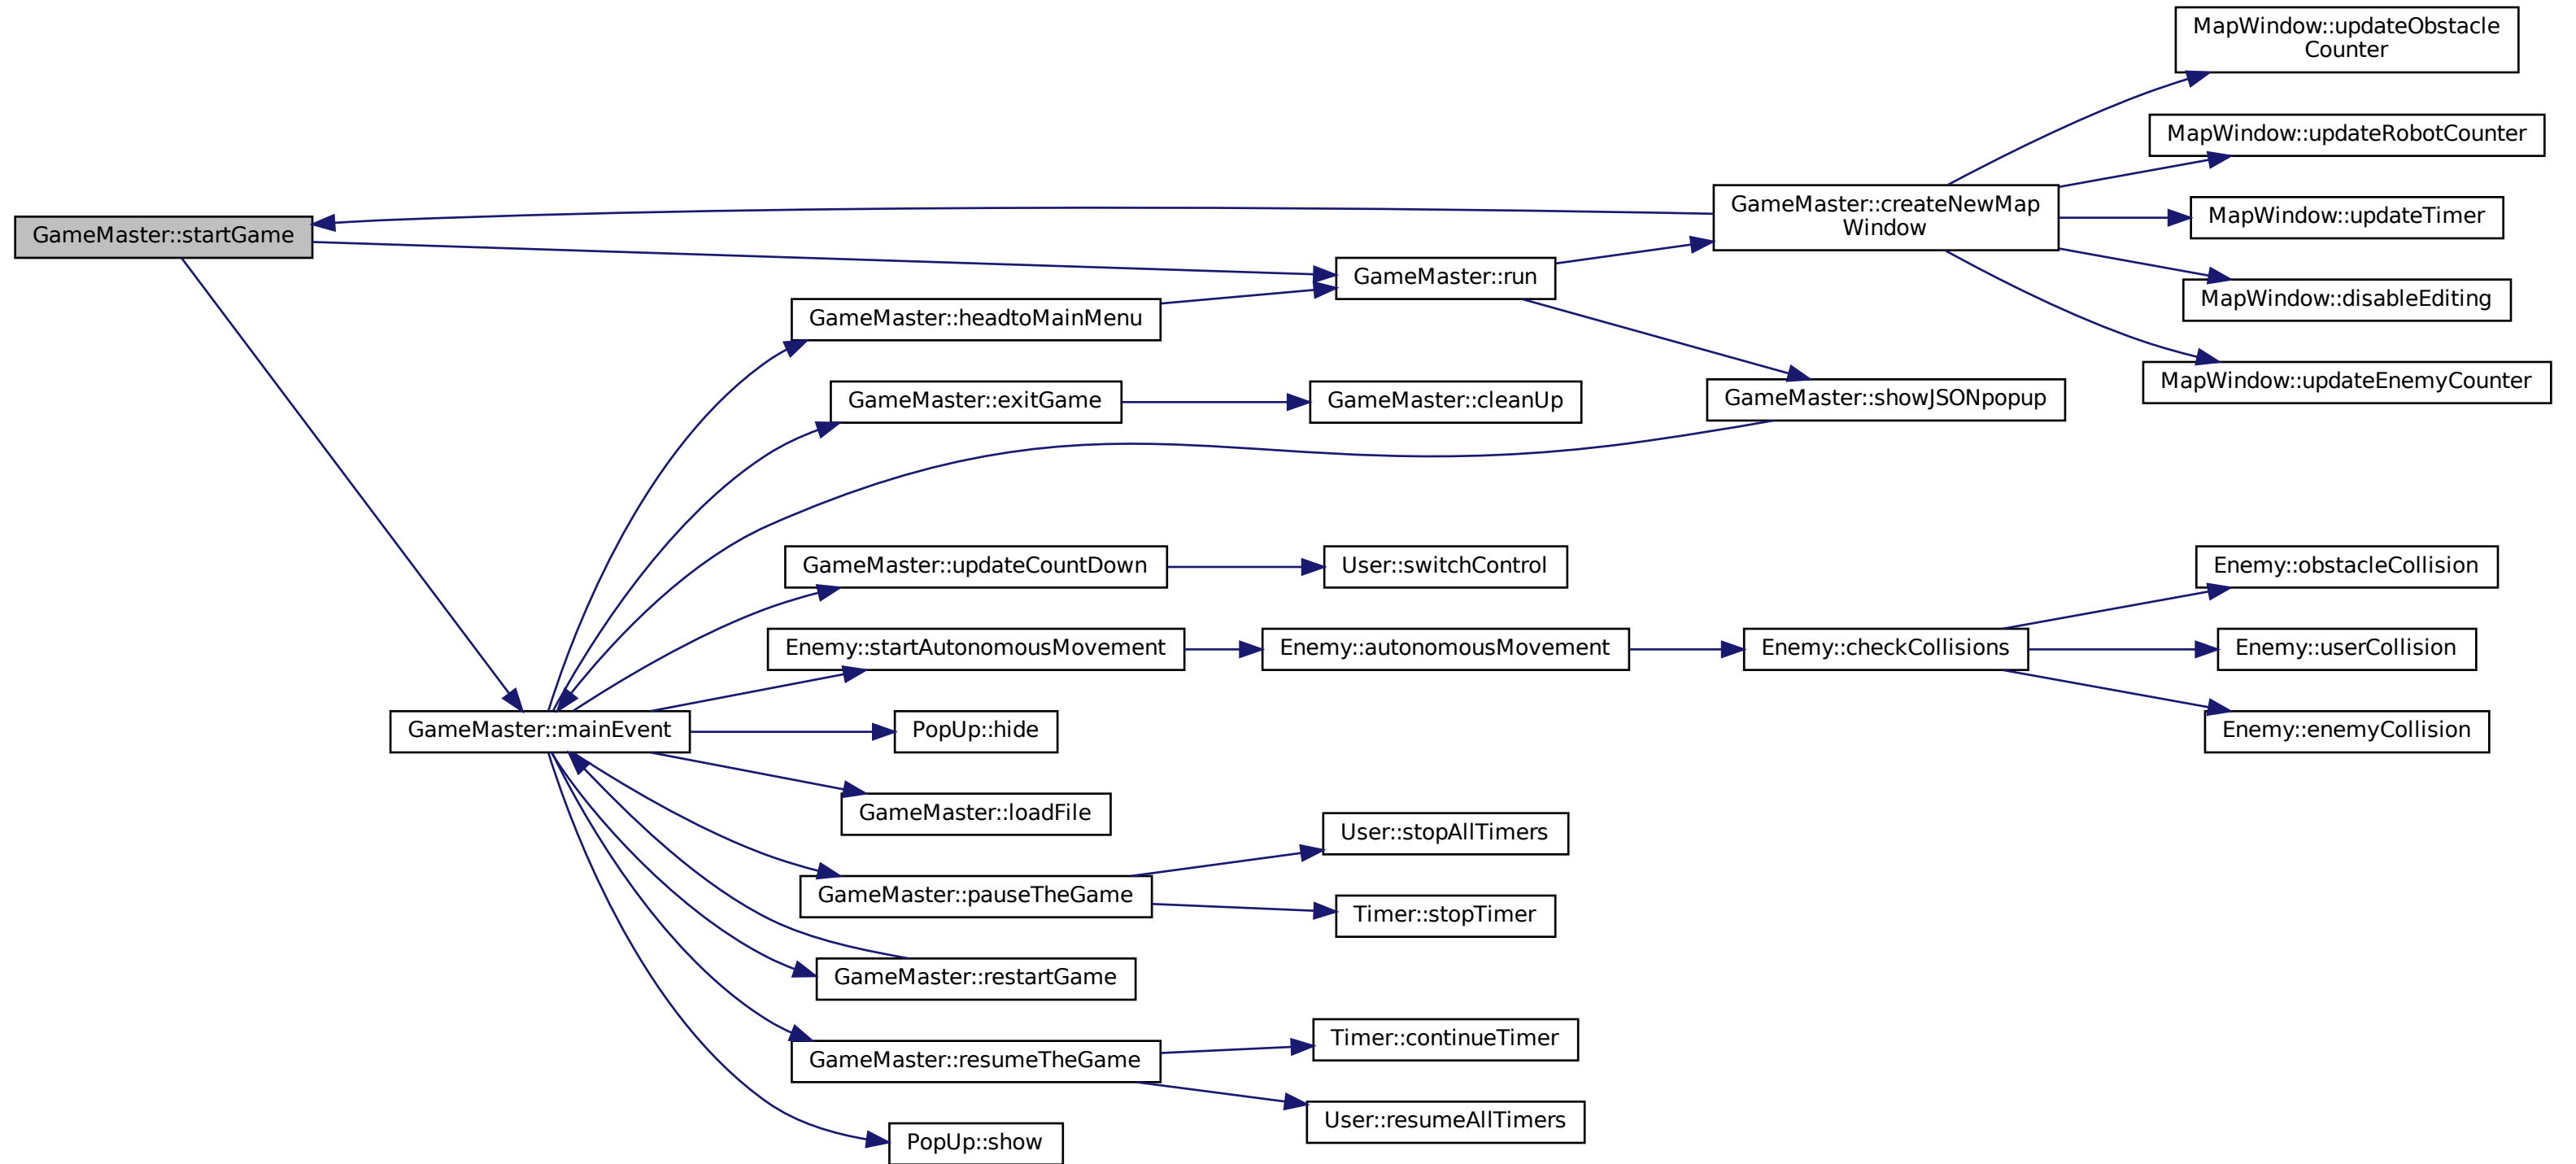 MapWindow::updateObstacle
Counter
MapWindow::updateRobotCounter
GameMaster::createNewMap
Window
MapWindow::updateTimer
GameMaster::startGame
GameMaster::run
MapWindow::disableEditing
GameMaster::headtoMainMenu
MapWindow::updateEnemyCounter
GameMaster::exitGame
GameMaster::cleanUp
GameMaster::showJSONpopup
GameMaster::updateCountDown
User::switchControl
Enemy::obstacleCollision
Enemy::startAutonomousMovement
Enemy::autonomousMovement
Enemy::checkCollisions
Enemy::userCollision
GameMaster::mainEvent
PopUp::hide
Enemy::enemyCollision
GameMaster::loadFile
User::stopAllTimers
GameMaster::pauseTheGame
Timer::stopTimer
GameMaster::restartGame
Timer::continueTimer
GameMaster::resumeTheGame
User::resumeAllTimers
PopUp::show